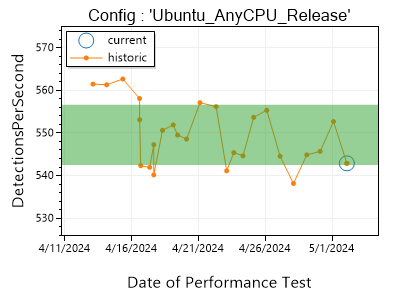 Config : 'Ubuntu_AnyCPU_Release'
current
historic
DetectionsPerSecond
570
560
550
540
530
4/11/2024 4/16/2024 4/21/2024 4/26/2024 5/1/2024
Date of Performance Test